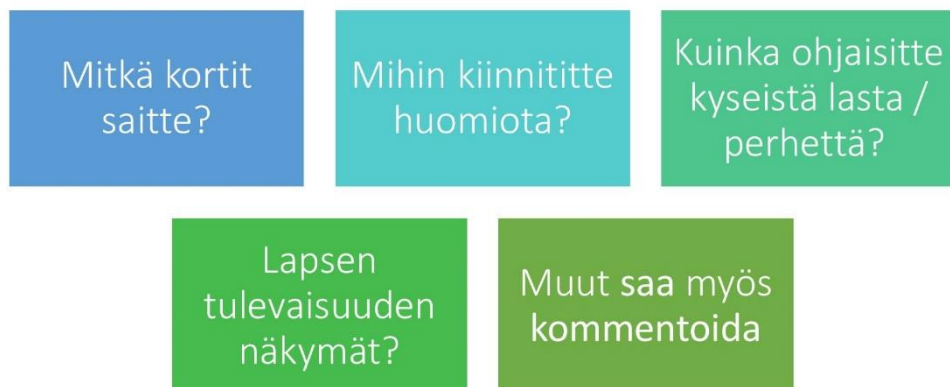 Mitkä kortit
saitte?
Mihin kiinnititte
huomiota?
Kuinka ohjaisitte
kyseistä lasta /
perhettä?
Lapsen
tulevaisuuden
näkymät?
Muut saa myös
kommentoida